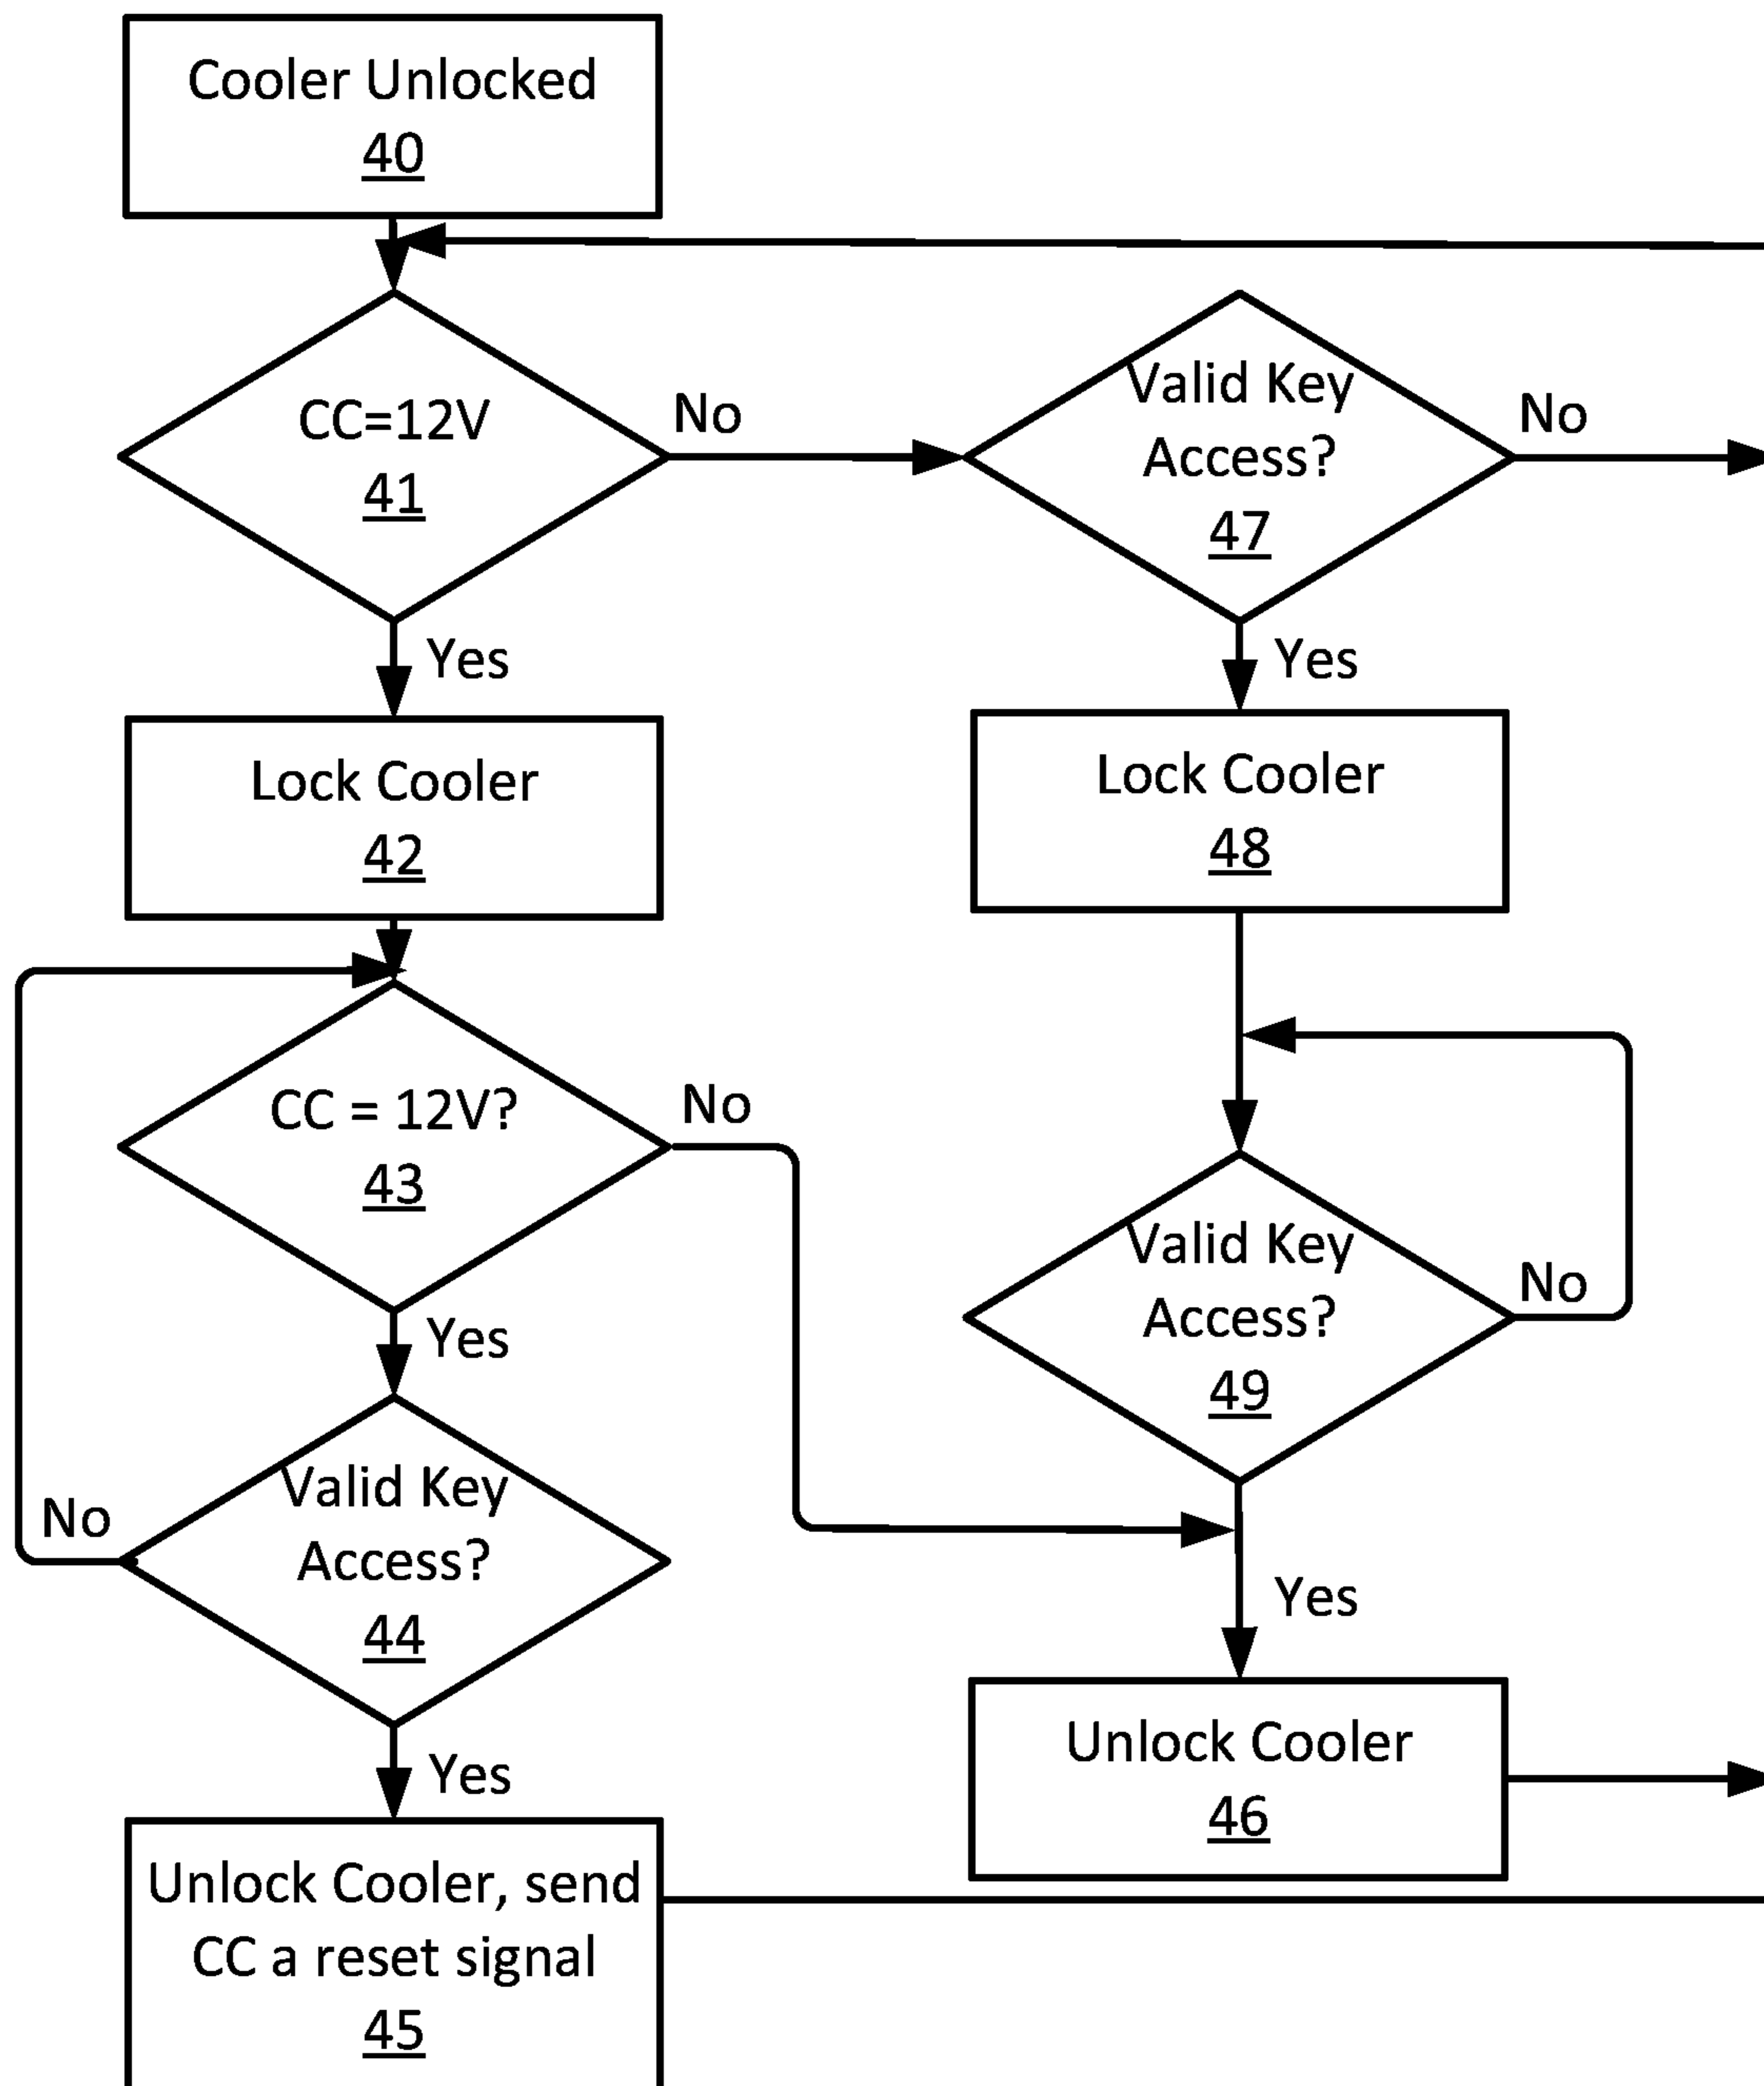 Cooler Unlocked
40
CC=12V
41
No
Valid Key
Access?
47
No
Yes
Yes
Lock Cooler
42
Lock Cooler
48
CC = 12V?
43
No
Valid Key
Access?
49
No
Yes
Valid Key
Access?
44
No
Yes
Yes
Unlock Cooler
46
Unlock Cooler, send
CC a reset signal
45